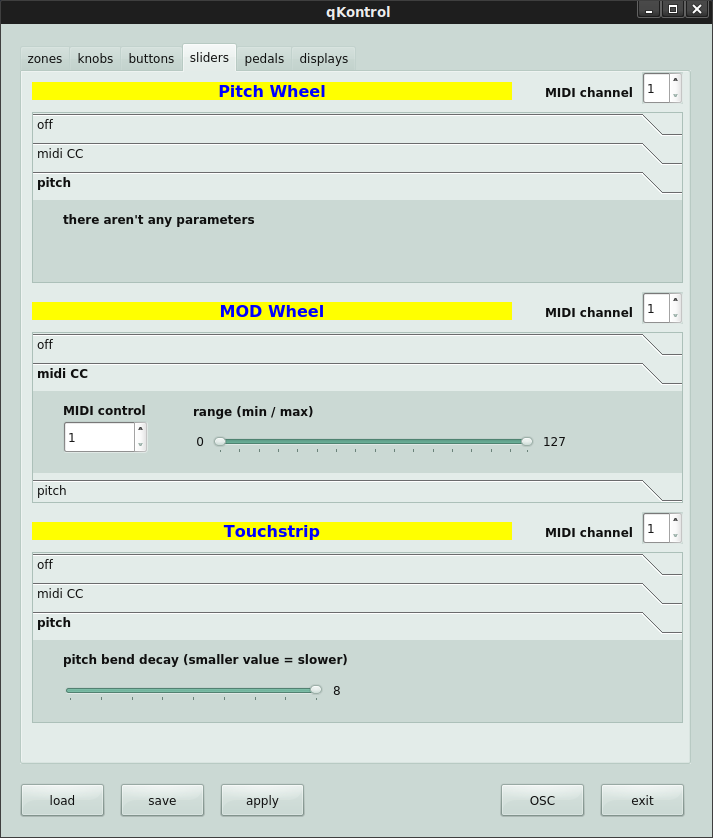 qKontrol
zones knobs buttons sliders pedals displays
Pitch Wheel MIDI channel 1
off
midi CC
pitch
there aren't any parameters
MOD Wheel MIDI channel 1
off
midi CC
MIDI control range (min / max)
1 0 127
pitch
Touchstrip MIDI channel 1
off
midi CC
pitch
pitch bend decay (smaller value = slower)
8
load save apply OSC exit